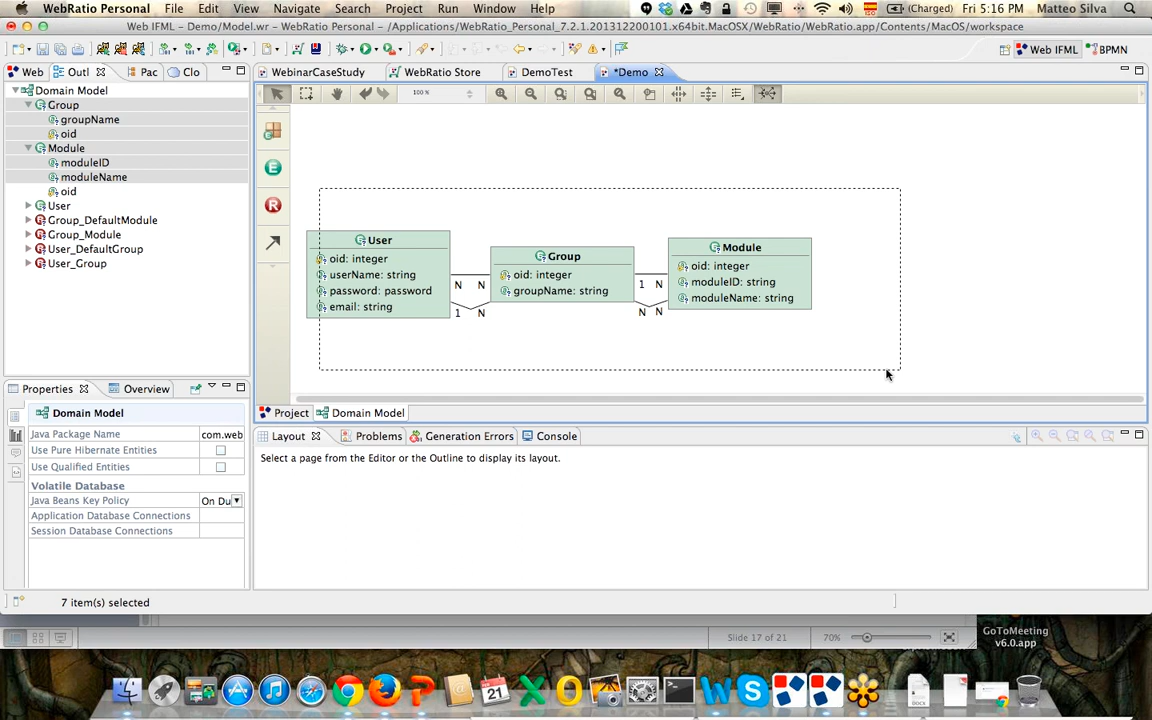 WebRatio Personal File Edit View Navigate Search Project Run Window Help (Charged) Fri 5:16 PM Matteo Silva
Web IFML - Demo/Model.wr - /Applications/WebRatio_Personal_7.2.1.201312200101.x64bit.MacOSX/WebRatio/WebRatio.app/Contents/MacOS/workspace
Web IFML BPMN
Web Outl Pac Clo
WebinarCaseStudy WebRatio Store DemoTest *Demo
100 %
Domain Model
Group
groupName
oid
Module
moduleID
moduleName
oid
User
Group_DefaultModule
Group_Module
User_DefaultGroup
User_Group
E
R
User
oid: integer
userName: string
password: password
email: string
N N
1 N
Group
oid: integer
groupName: string
1 N
N N
Module
oid: integer
moduleID: string
moduleName: string
Project Domain Model
Properties Overview
Domain Model
Java Package Name com.web
Use Pure Hibernate Entities
Use Qualified Entities
Volatile Database
Java Beans Key Policy On Du
Application Database Connections
Session Database Connections
Layout Problems Generation Errors Console
Select a page from the Editor or the Outline to display its layout.
7 item(s) selected
Slide 17 of 21 70%
GoToMeeting
v6.0.app
21